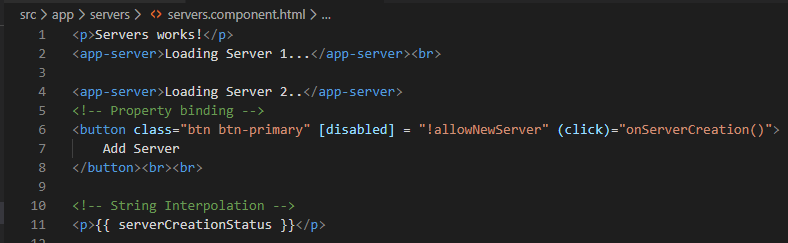 src > app > servers > <> servers.component.html > ...
1 <p>Servers works!</p>
2 <app-server>Loading Server 1...</app-server><br>
3
4 <app-server>Loading Server 2..</app-server>
5 <!-- Property binding -->
6 <button class="btn btn-primary" [disabled] = "!allowNewServer" (click)="onServerCreation()">
7 Add Server
8 </button><br><br>
9
10 <!-- String Interpolation -->
11 <p>{{ serverCreationStatus }}</p>